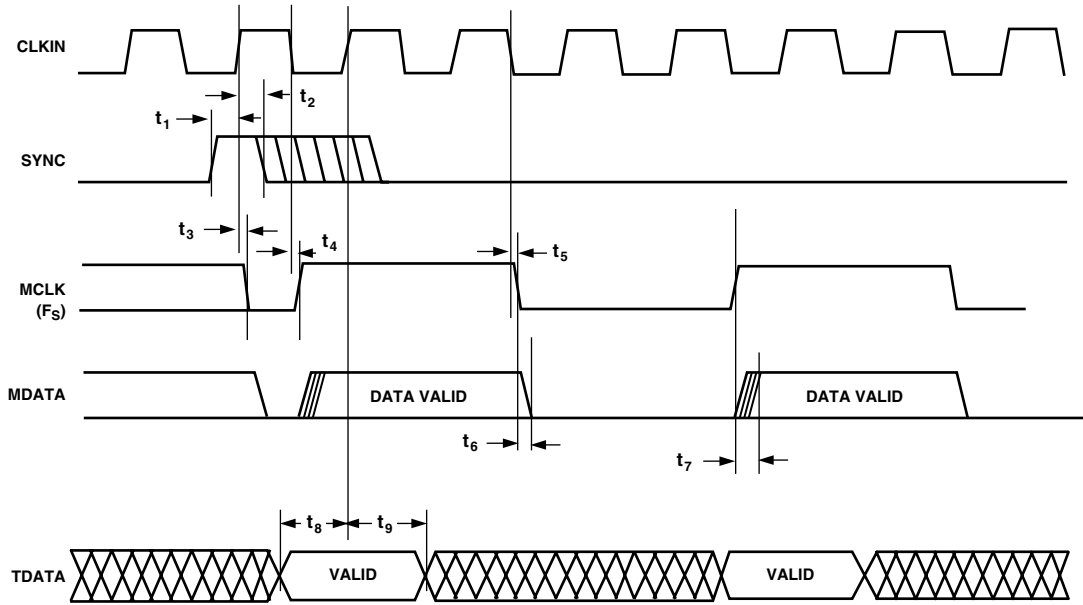 CLKIN
t2
t1
SYNC
t3
t4
t5
MCLK
(FS)
MDATA
DATA VALID
DATA VALID
t6
t7
t8
t9
TDATA
VALID
VALID